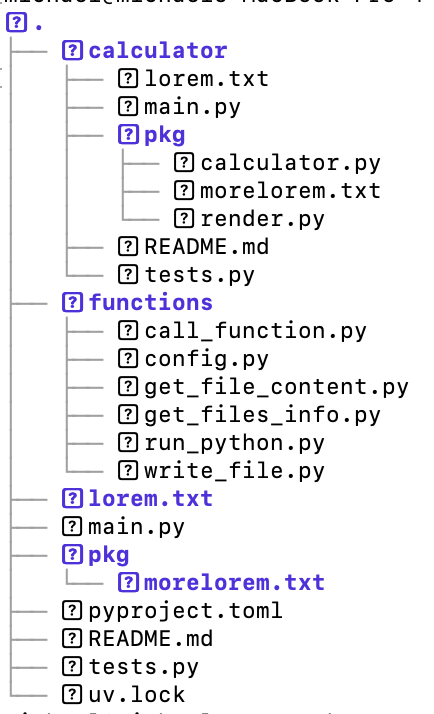 .
calculator
lorem.txt
main.py
pkg
calculator.py
morelorem.txt
render.py
README.md
tests.py
functions
call_function.py
config.py
get_file_content.py
get_files_info.py
run_python.py
write_file.py
lorem.txt
main.py
pkg
morelorem.txt
pyproject.toml
README.md
tests.py
uv.lock